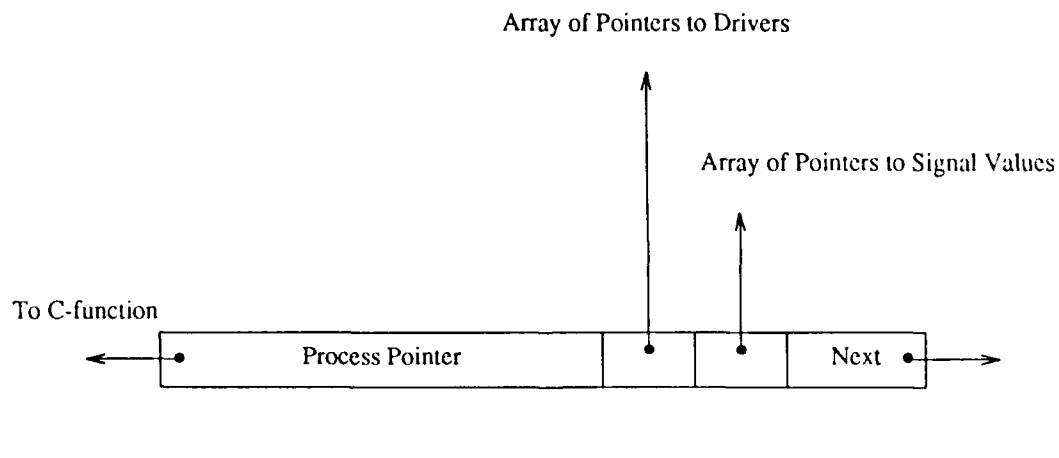 Array of Pointers to Drivers
Array of Pointers to Signal Values
To C-function
Process Pointer
Next